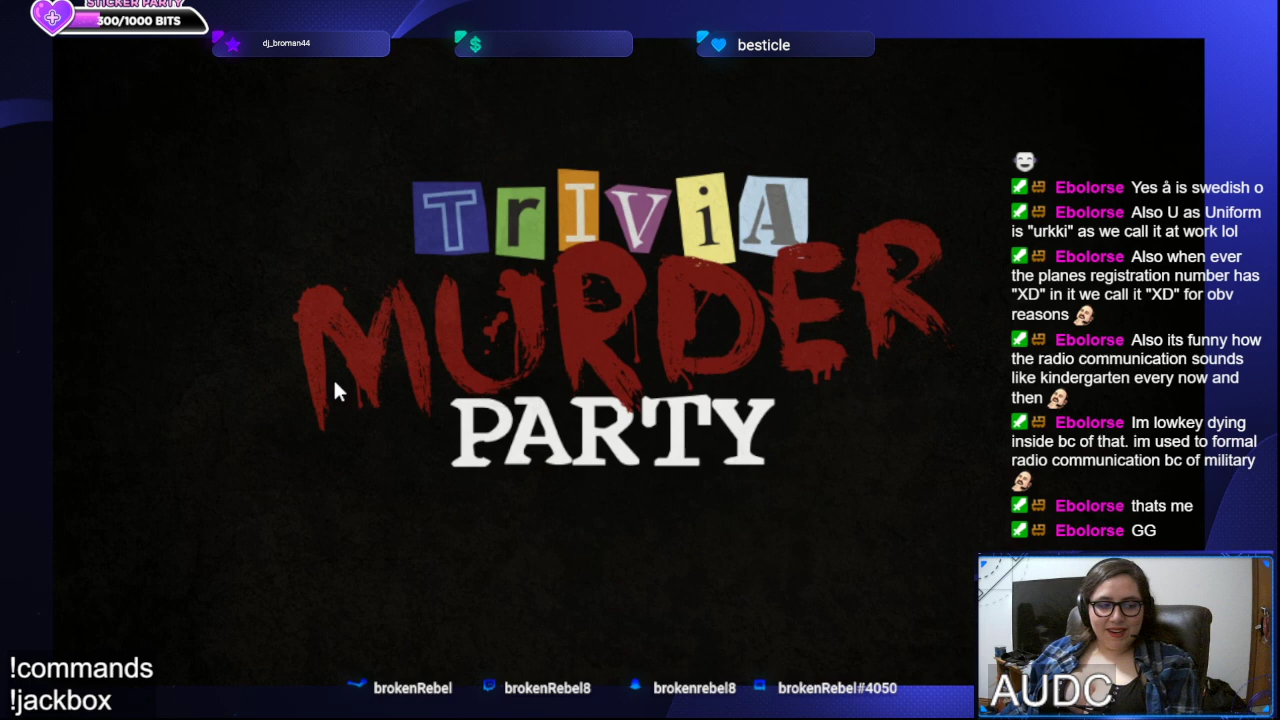 STICKER PARTY
300/1000 BITS
dj_broman44
$
besticle
TrIViA
MURDER
PARTY
Ebolorse Yes å is swedish o
Ebolorse Also U as Uniform
is "urkki" as we call it at work lol
Ebolorse Also when ever
the planes registration number has
"XD" in it we call it "XD" for obv
reasons
Ebolorse Also its funny how
the radio communication sounds
like kindergarten every now and
then
Ebolorse Im lowkey dying
inside bc of that. im used to formal
radio communication bc of military
Ebolorse thats me
Ebolorse GG
AUDC
!commands
!jackbox
brokenRebel
brokenRebel8
brokenrebel8
brokenRebel#4050